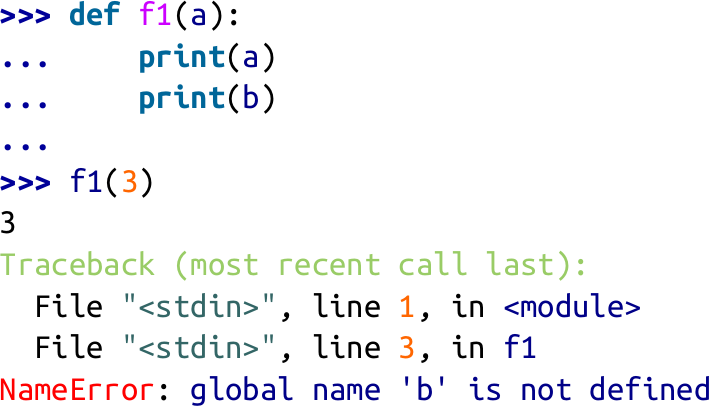 >>> def f1(a):
...     print(a)
...     print(b)
...
>>> f1(3)
3
Traceback (most recent call last):
  File "<stdin>", line 1, in <module>
  File "<stdin>", line 3, in f1
NameError: global name 'b' is not defined